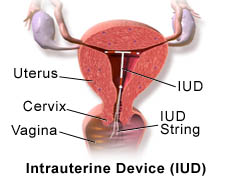 Uterus
IUD
Cervix
Vagina
IUD
String
Intrauterine Device (IUD)